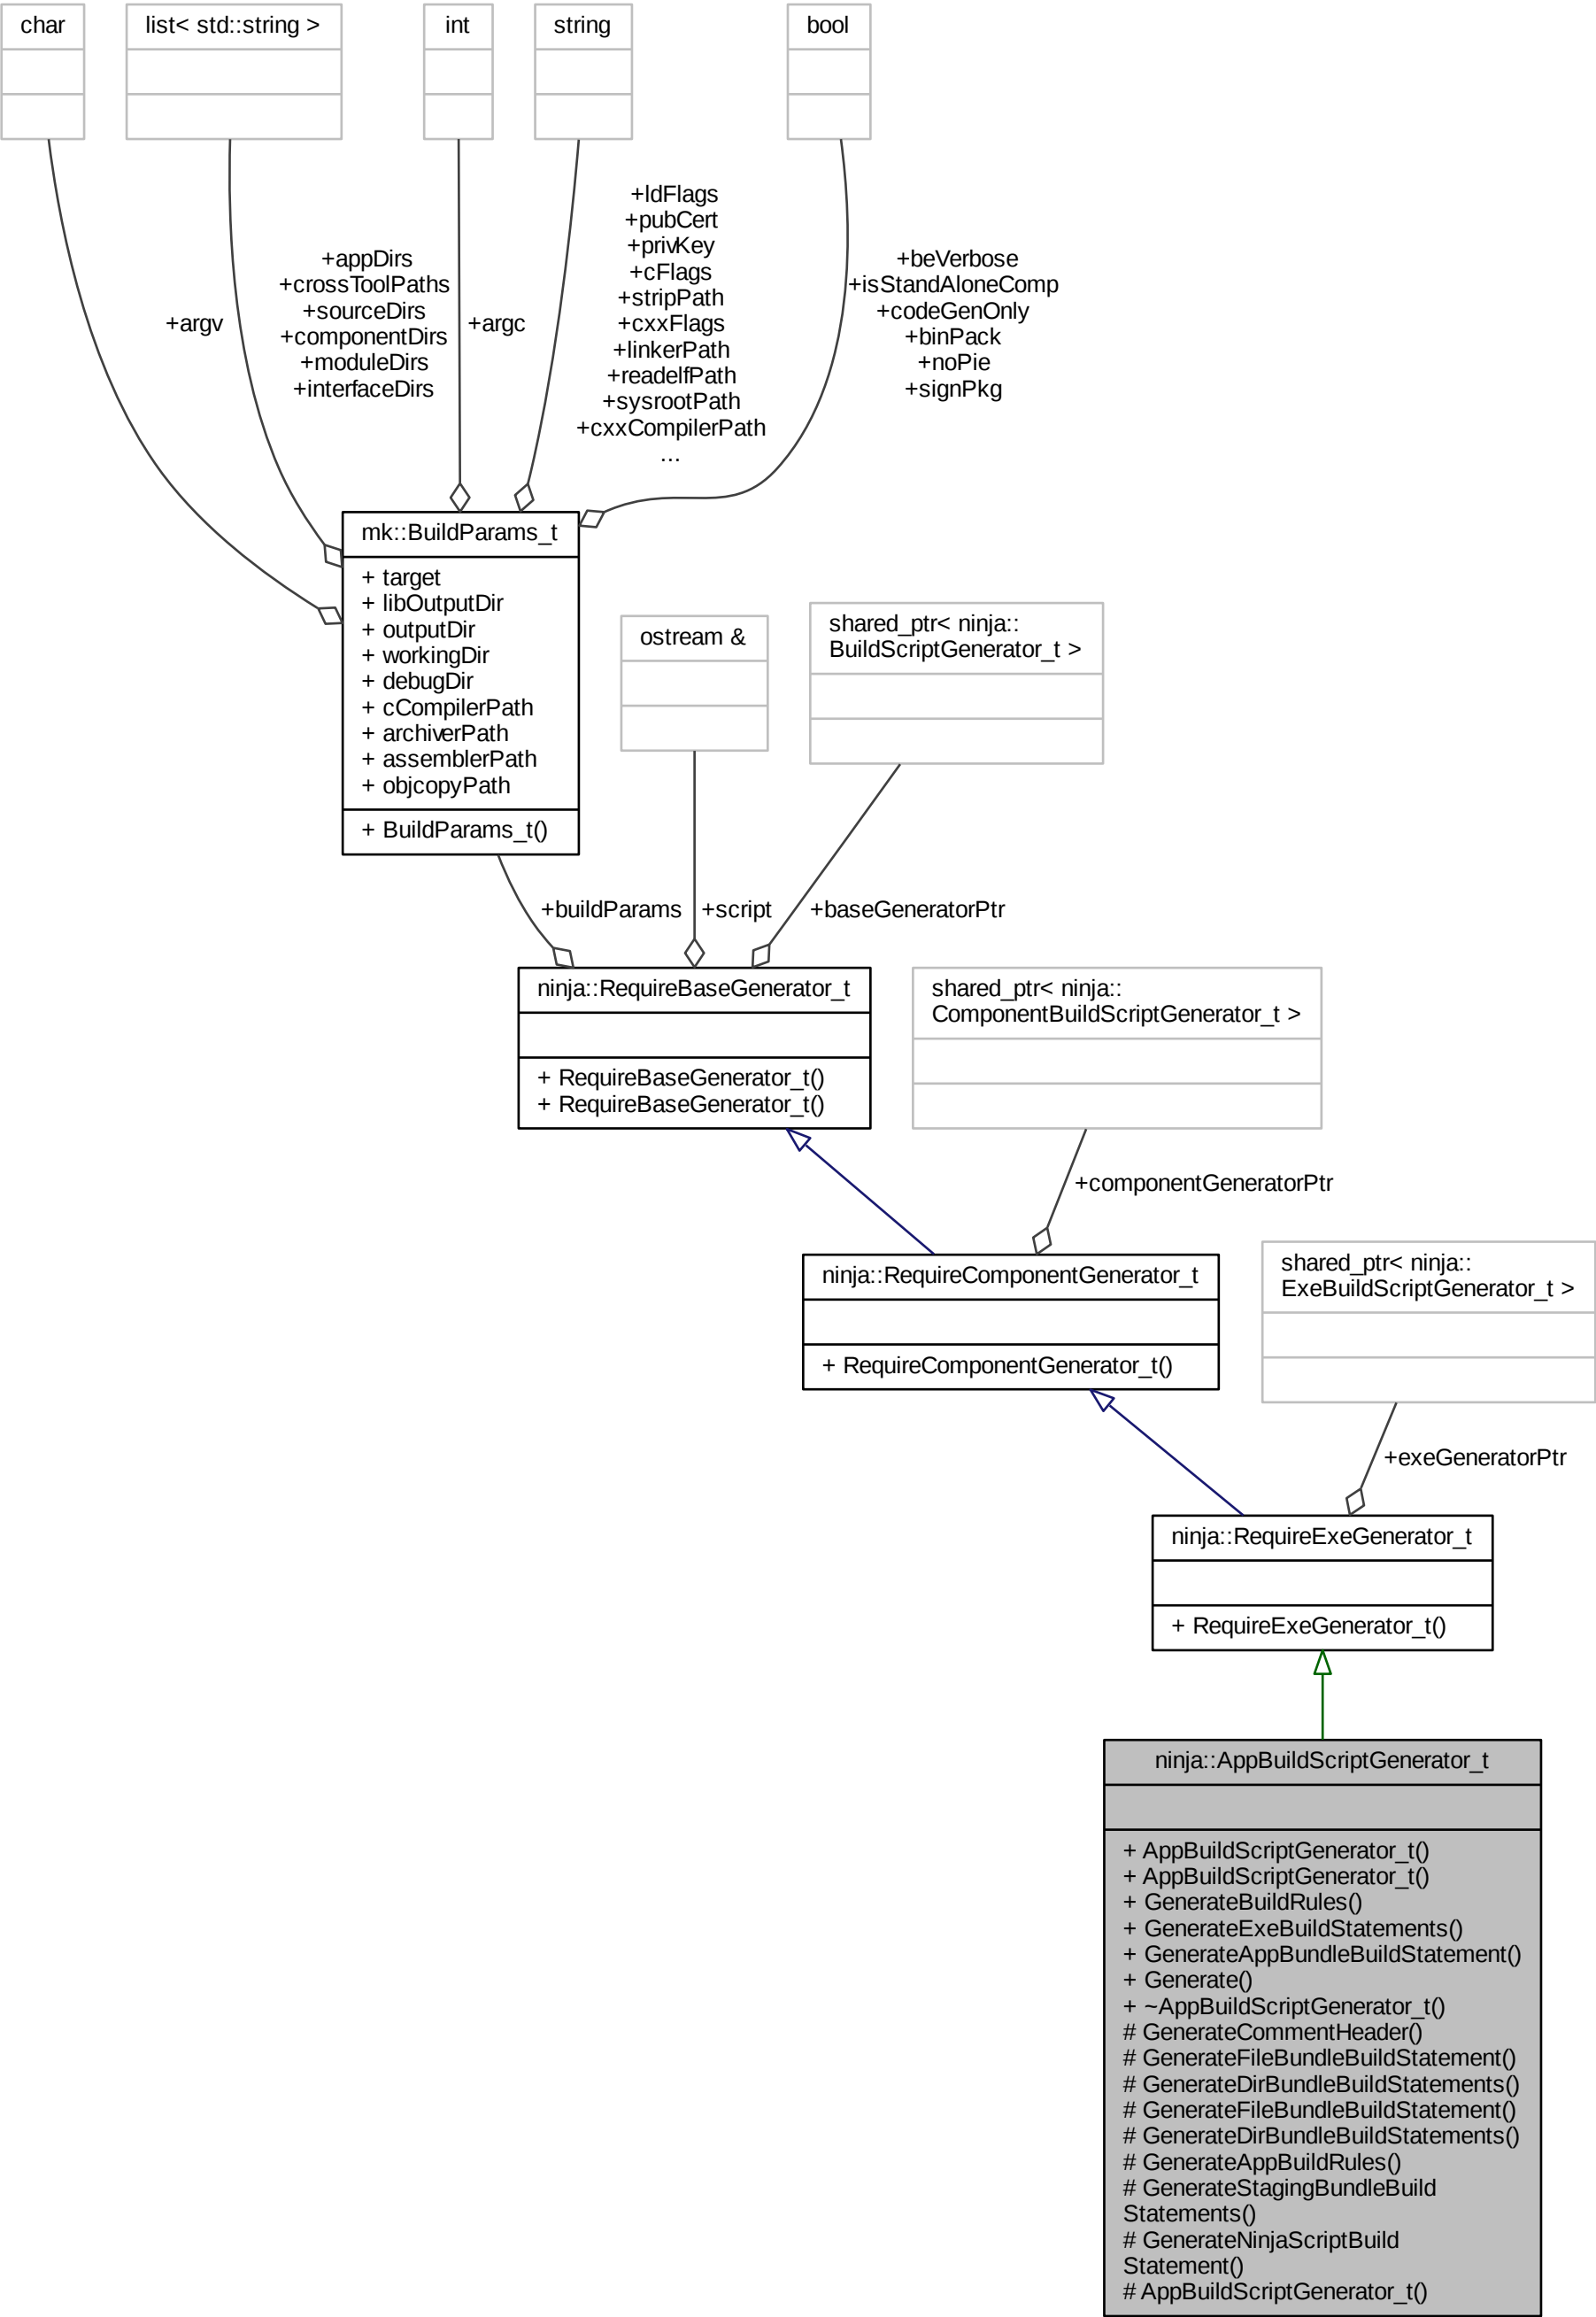 char
list< std::string >
int
string
bool
+ldFlags
+pubCert
+privKey
+cFlags
+stripPath
+cxxFlags
+linkerPath
+readelfPath
+sysrootPath
+cxxCompilerPath
...
+appDirs
+crossToolPaths
+sourceDirs
+componentDirs
+moduleDirs
+interfaceDirs
+beVerbose
+isStandAloneComp
+codeGenOnly
+binPack
+noPie
+signPkg
+argv
+argc
mk::BuildParams_t
+ target
+ libOutputDir
+ outputDir
+ workingDir
+ debugDir
+ cCompilerPath
+ archiverPath
+ assemblerPath
+ objcopyPath
+ BuildParams_t()
ostream &
shared_ptr< ninja::
BuildScriptGenerator_t >
+buildParams
+script
+baseGeneratorPtr
ninja::RequireBaseGenerator_t
+ RequireBaseGenerator_t()
+ RequireBaseGenerator_t()
shared_ptr< ninja::
ComponentBuildScriptGenerator_t >
+componentGeneratorPtr
ninja::RequireComponentGenerator_t
+ RequireComponentGenerator_t()
shared_ptr< ninja::
ExeBuildScriptGenerator_t >
+exeGeneratorPtr
ninja::RequireExeGenerator_t
+ RequireExeGenerator_t()
ninja::AppBuildScriptGenerator_t
+ AppBuildScriptGenerator_t()
+ AppBuildScriptGenerator_t()
+ GenerateBuildRules()
+ GenerateExeBuildStatements()
+ GenerateAppBundleBuildStatement()
+ Generate()
+ ~AppBuildScriptGenerator_t()
# GenerateCommentHeader()
# GenerateFileBundleBuildStatement()
# GenerateDirBundleBuildStatements()
# GenerateFileBundleBuildStatement()
# GenerateDirBundleBuildStatements()
# GenerateAppBuildRules()
# GenerateStagingBundleBuild
Statements()
# GenerateNinjaScriptBuild
Statement()
# AppBuildScriptGenerator_t()